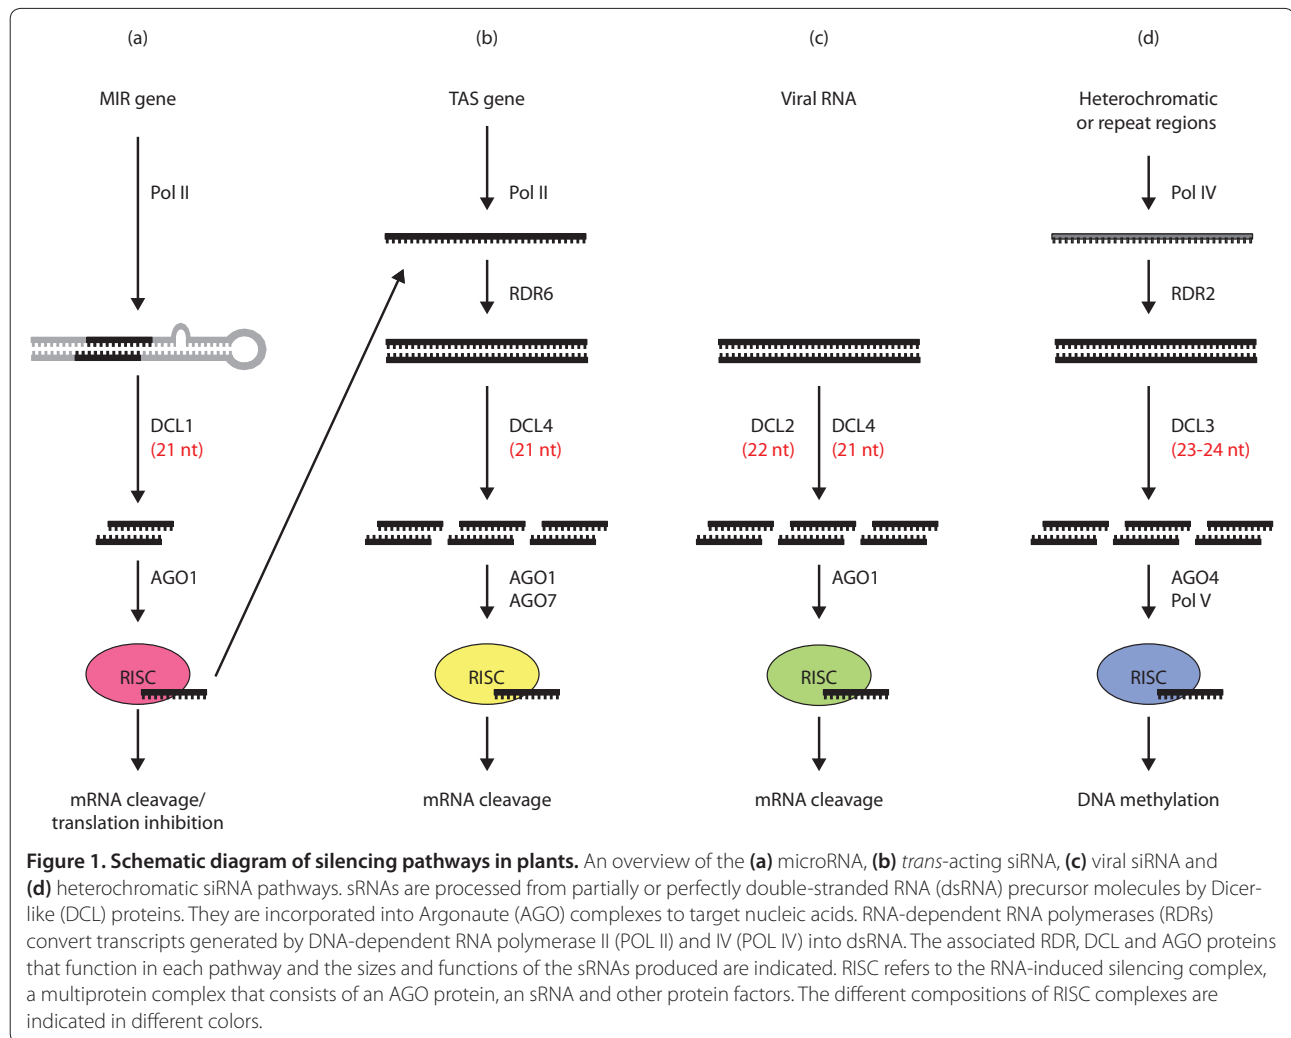 (a)
(b)
(c)
(d)
MIR gene
TAS gene
Viral RNA
Heterochromatic
or repeat regions
Pol II
Pol II
Pol IV
RDR6
RDR2
DCL1
(21 nt)
DCL4
(21 nt)
DCL2
(22 nt)
DCL4
(21 nt)
DCL3
(23-24 nt)
AGO1
AGO1
AGO7
AGO1
AGO4
Pol V
RISC
RISC
RISC
RISC
mRNA cleavage/
translation inhibition
mRNA cleavage
mRNA cleavage
DNA methylation
Figure 1. Schematic diagram of silencing pathways in plants. An overview of the (a) microRNA, (b) trans-acting siRNA, (c) viral siRNA and
(d) heterochromatic siRNA pathways. sRNAs are processed from partially or perfectly double-stranded RNA (dsRNA) precursor molecules by Dicer-
like (DCL) proteins. They are incorporated into Argonaute (AGO) complexes to target nucleic acids. RNA-dependent RNA polymerases (RDRs)
convert transcripts generated by DNA-dependent RNA polymerase II (POL II) and IV (POL IV) into dsRNA. The associated RDR, DCL and AGO proteins
that function in each pathway and the sizes and functions of the sRNAs produced are indicated. RISC refers to the RNA-induced silencing complex,
a multiprotein complex that consists of an AGO protein, an sRNA and other protein factors. The different compositions of RISC complexes are
indicated in different colors.